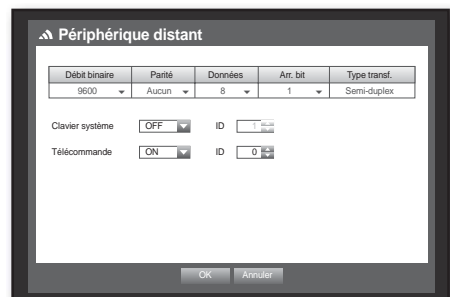 Périphérique distant
Débit binaire Parité Données Arr. bit Type transf.
9600 Aucun 8 1 Semi-duplex
Clavier système OFF ID 1
Télécommande ON ID 0
OK Annuler